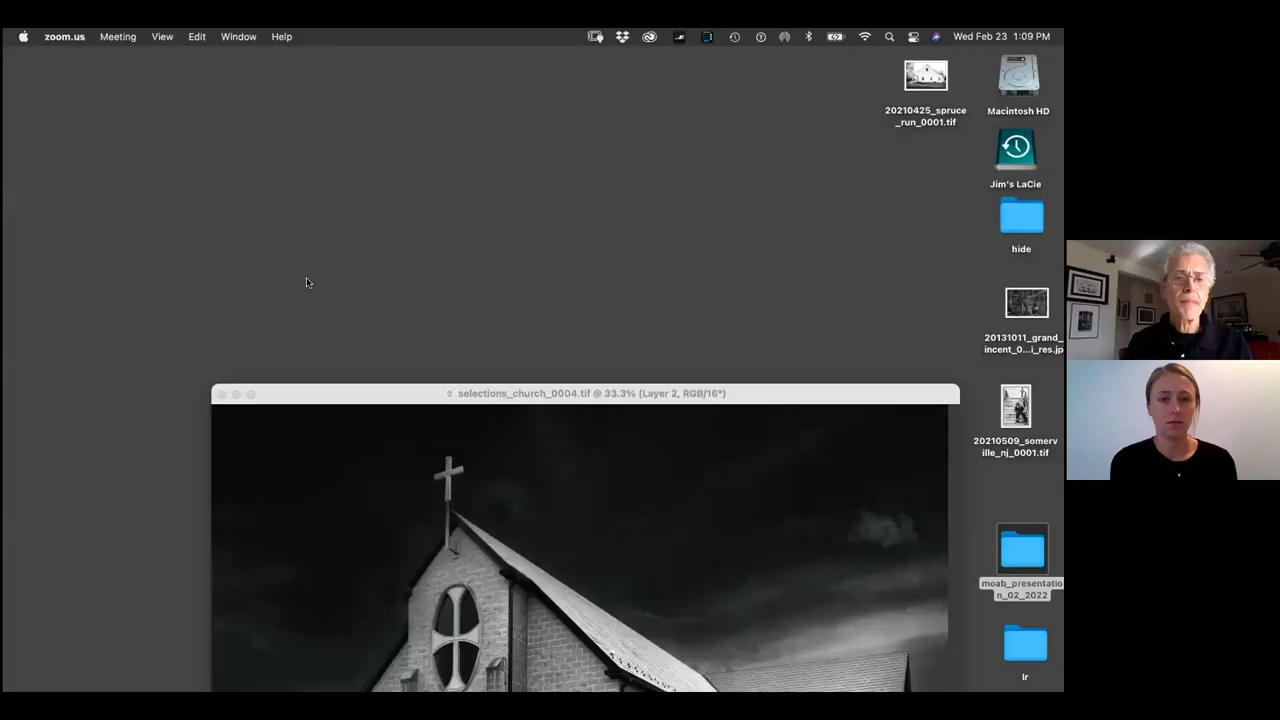 zoom.us Meeting View Edit Window Help Wed Feb 23 1:09 PM
20210425_spruce
_run_0001.tif
Macintosh HD
Jim's LaCie
hide
20131011_grand_
incent_0...i_res.jp
selections_church_0004.tif @ 33.3% (Layer 2, RGB/16*)
20210509_somerv
ille_nj_0001.tif
moab_presentatio
n_02_2022
lr